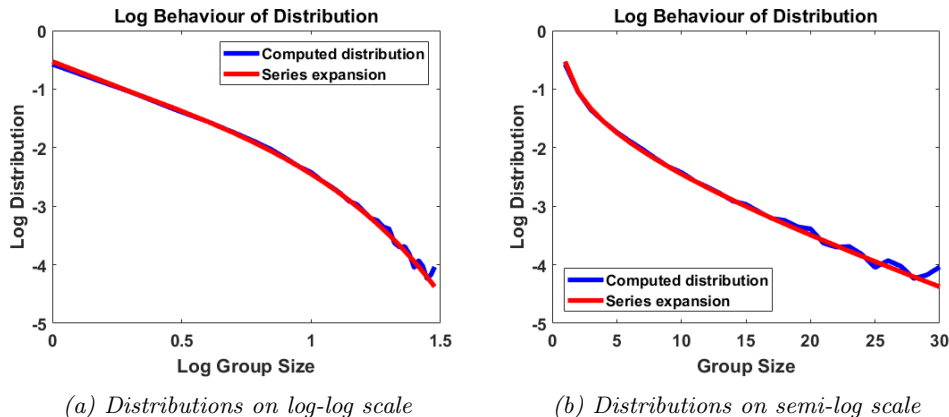 Log Behaviour of Distribution
0
-1
-2
-3
-4
-5
Log Distribution
Computed distribution
Series expansion
0
0.5
1
1.5
Log Group Size
(a) Distributions on log-log scale
Log Behaviour of Distribution
0
-1
-2
-3
-4
-5
Log Distribution
Computed distribution
Series expansion
0
5
10
15
20
25
30
Group Size
(b) Distributions on semi-log scale